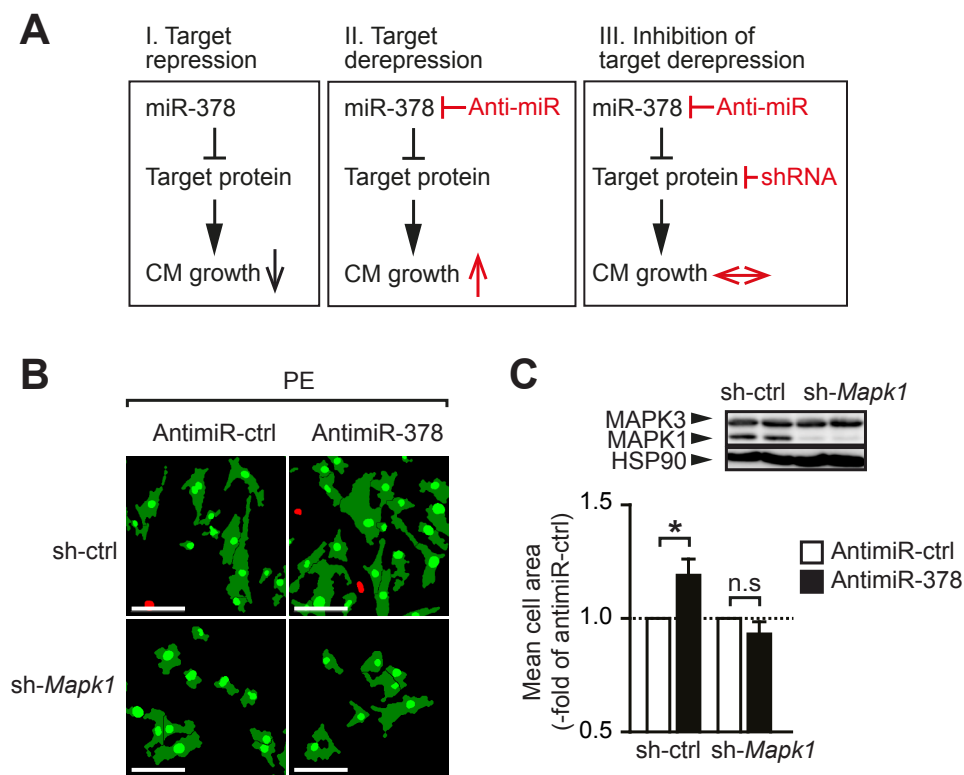 A
I. Target
repression
miR-378
Target protein
CM growth
II. Target
derepression
miR-378
Anti-miR
Target protein
CM growth
III. Inhibition of
target derepression
miR-378
Anti-miR
Target protein
shRNA
CM growth
B
PE
AntimiR-ctrl
AntimiR-378
sh-ctrl
sh-Mapk1
C
sh-ctrl
sh-Mapk1
MAPK3
MAPK1
HSP90
Mean cell area
(-fold of antimiR-ctrl)
1.5
1.0
0.5
*
n.s
AntimiR-ctrl
AntimiR-378
sh-ctrl
sh-Mapk1